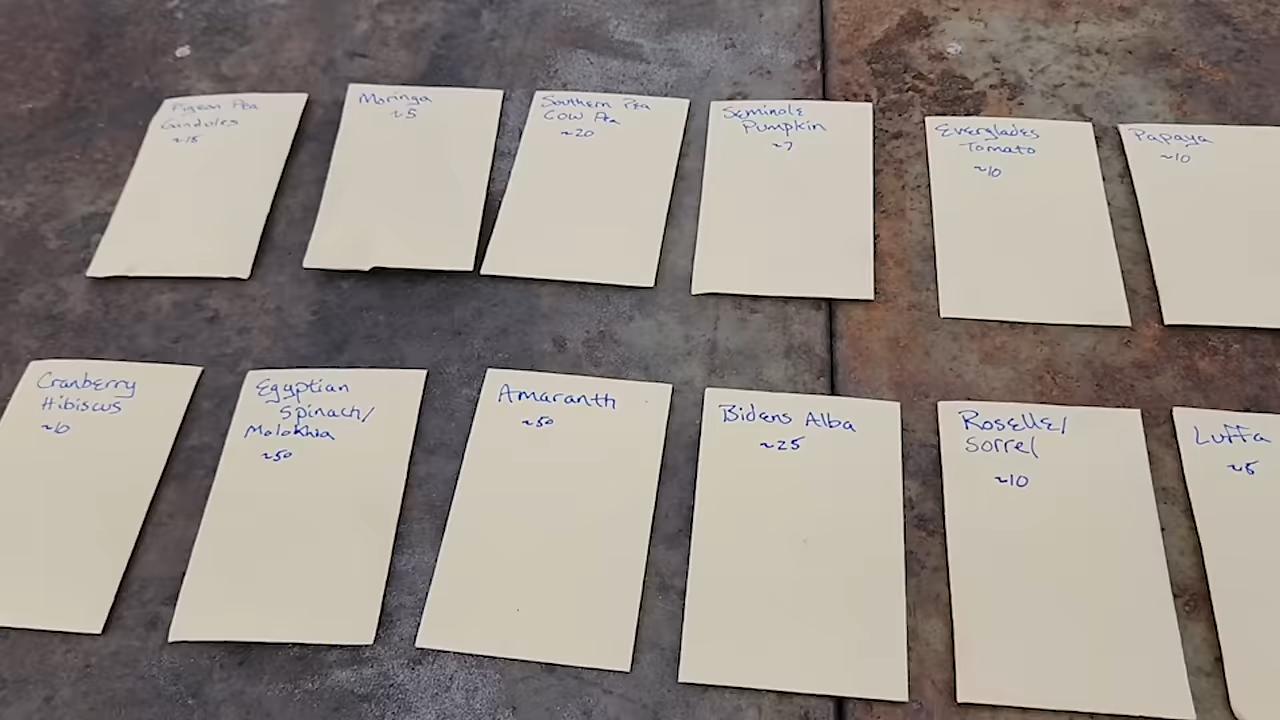 Pigeon Pea
Gandules
~15
Moringa
~5
Southern Pea
Cow Pea
~20
Seminole
Pumpkin
~7
Everglades
Tomato
~10
Papaya
~10
Cranberry
Hibiscus
~10
Egyptian
Spinach/
Molokhia
~50
Amaranth
~50
Bidens Alba
~25
Roselle/
Sorrel
~10
Luffa
~5